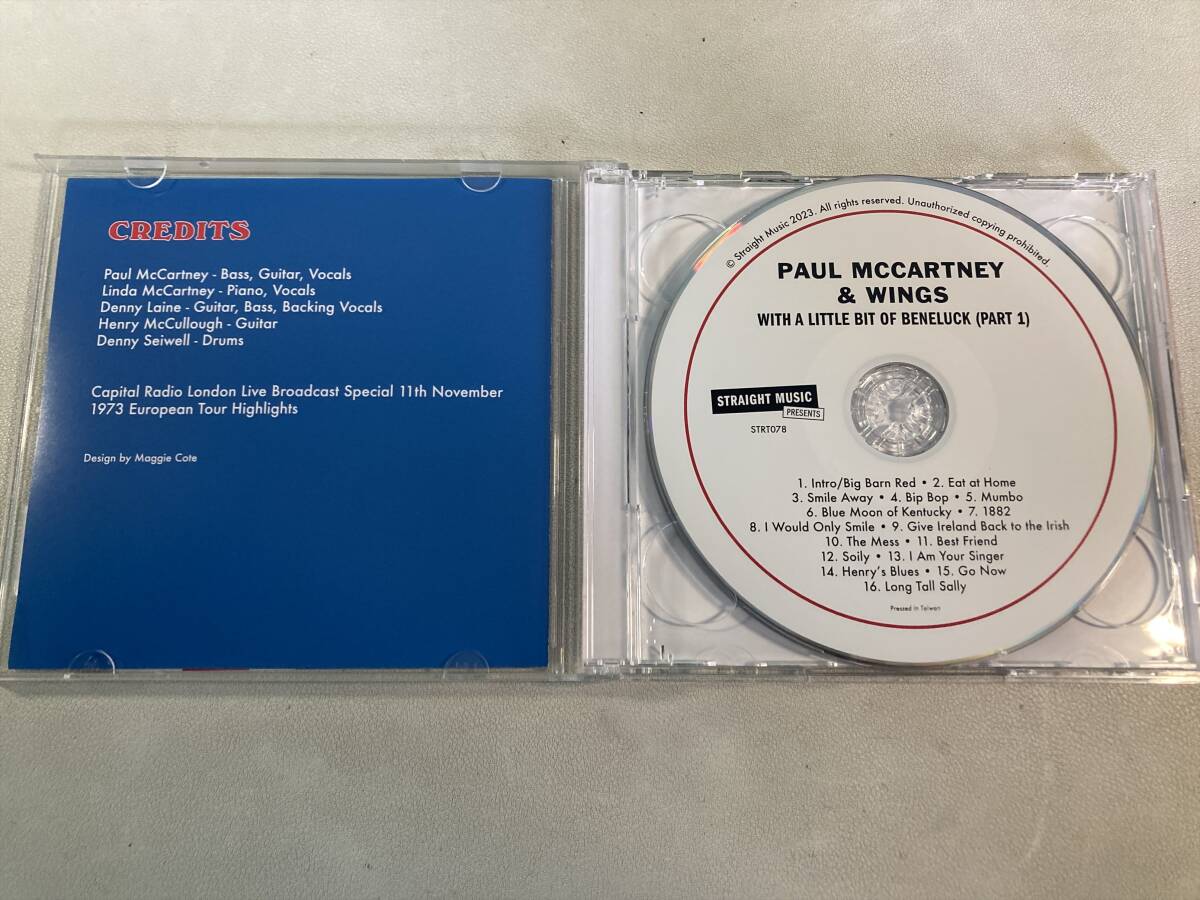 CREDITS
Paul McCartney - Bass, Guitar, Vocals
Linda McCartney - Piano, Vocals
Denny Laine - Guitar, Bass, Backing Vocals
Henry McCullough - Guitar
Denny Seiwell - Drums
Capital Radio London Live Broadcast Special 11th November
1973 European Tour Highlights
Design by Maggie Cote
© Straight Music 2023. All rights reserved. Unauthorized copying prohibited.
PAUL MCCARTNEY
& WINGS
WITH A LITTLE BIT OF BENELUCK (PART 1)
STRAIGHT MUSIC
PRESENTS
STRT078
1. Intro/Big Barn Red • 2. Eat at Home
3. Smile Away • 4. Bip Bop • 5. Mumbo
6. Blue Moon of Kentucky • 7. 1882
8. I Would Only Smile • 9. Give Ireland Back to the Irish
10. The Mess • 11. Best Friend
12. Soily • 13. I Am Your Singer
14. Henry's Blues • 15. Go Now
16. Long Tall Sally
Pressed in Taiwan